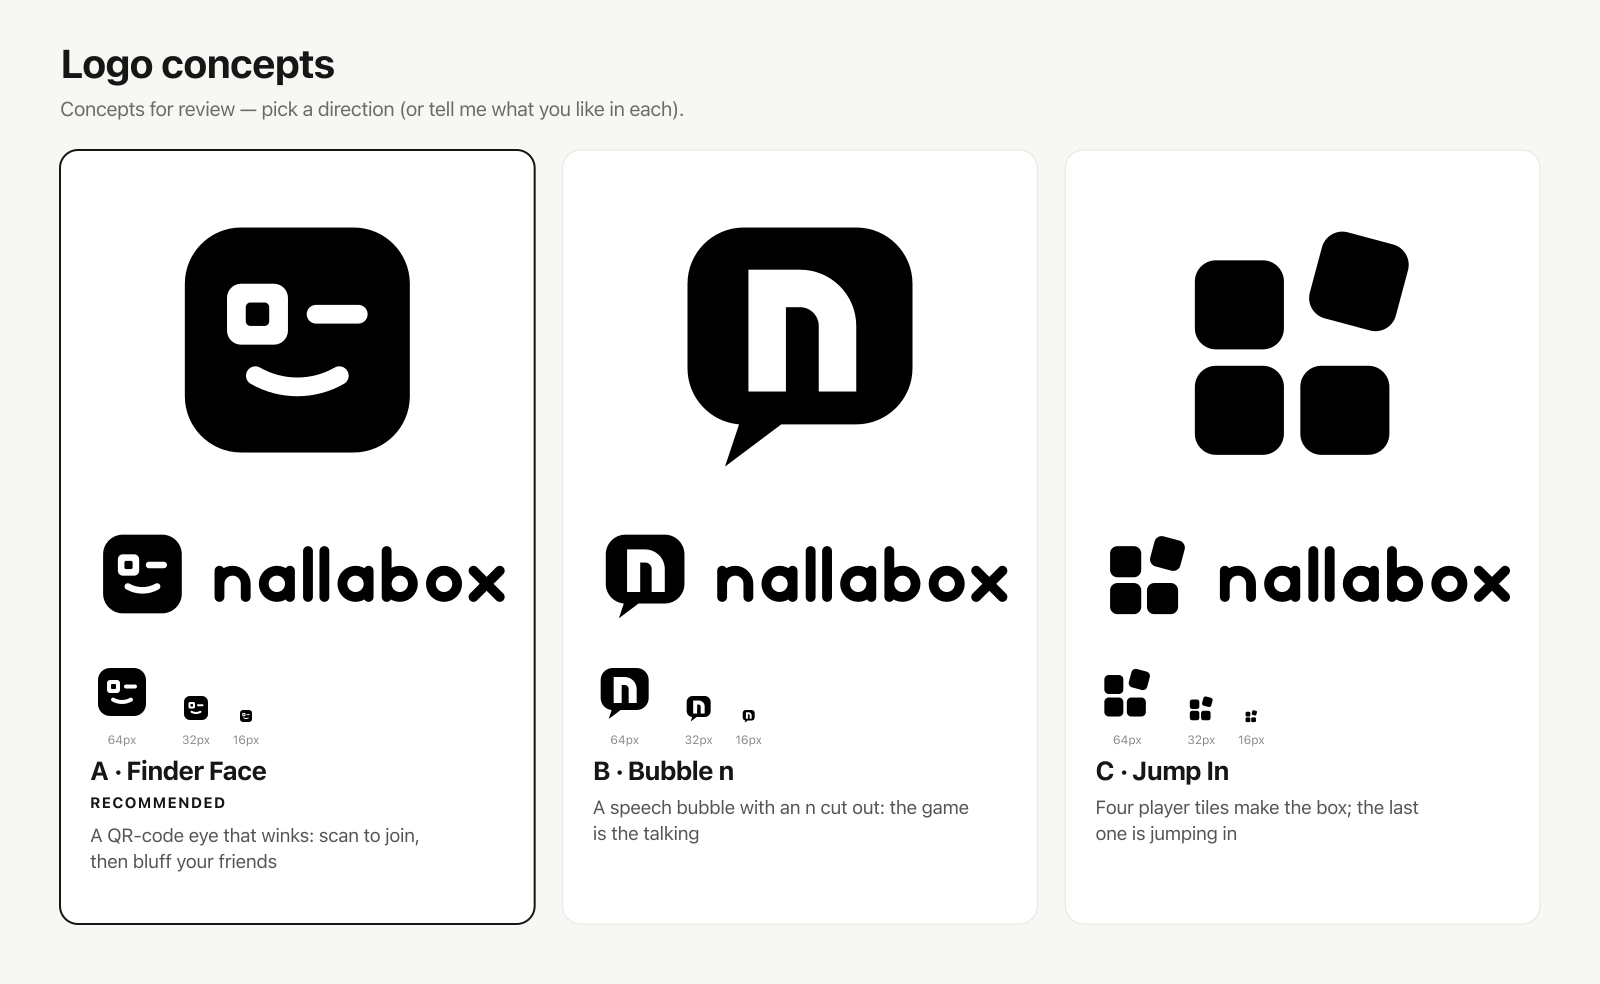 Logo concepts
Concepts for review — pick a direction (or tell me what you like in each).
n
nallabox
n
nallabox
nallabox
n
n
n
64px
32px
16px
64px
32px
16px
64px
32px
16px
A · Finder Face
RECOMMENDED
A QR-code eye that winks: scan to join,
then bluff your friends
B · Bubble n
A speech bubble with an n cut out: the game
is the talking
C · Jump In
Four player tiles make the box; the last
one is jumping in